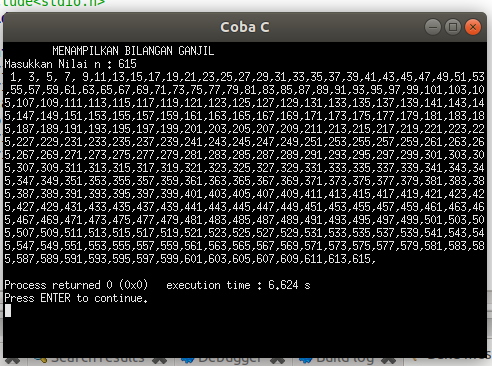 lude<stdio.h>
Coba C
MENAMPILKAN BILANGAN GANJIL
Masukkan Nilai n : 615
1, 3, 5, 7, 9,11,13,15,17,19,21,23,25,27,29,31,33,35,37,39,41,43,45,47,49,51,53
,55,57,59,61,63,65,67,69,71,73,75,77,79,81,83,85,87,89,91,93,95,97,99,101,103,10
5,107,109,111,113,115,117,119,121,123,125,127,129,131,133,135,137,139,141,143,14
5,147,149,151,153,155,157,159,161,163,165,167,169,171,173,175,177,179,181,183,18
5,187,189,191,193,195,197,199,201,203,205,207,209,211,213,215,217,219,221,223,22
5,227,229,231,233,235,237,239,241,243,245,247,249,251,253,255,257,259,261,263,26
5,267,269,271,273,275,277,279,281,283,285,287,289,291,293,295,297,299,301,303,30
5,307,309,311,313,315,317,319,321,323,325,327,329,331,333,335,337,339,341,343,34
5,347,349,351,353,355,357,359,361,363,365,367,369,371,373,375,377,379,381,383,38
5,387,389,391,393,395,397,399,401,403,405,407,409,411,413,415,417,419,421,423,42
5,427,429,431,433,435,437,439,441,443,445,447,449,451,453,455,457,459,461,463,46
5,467,469,471,473,475,477,479,481,483,485,487,489,491,493,495,497,499,501,503,50
5,507,509,511,513,515,517,519,521,523,525,527,529,531,533,535,537,539,541,543,54
5,547,549,551,553,555,557,559,561,563,565,567,569,571,573,575,577,579,581,583,58
5,587,589,591,593,595,597,599,601,603,605,607,609,611,613,615,
Process returned 0 (0x0) execution time : 6.624 s
Press ENTER to continue.
Search results
Debugger
Build log